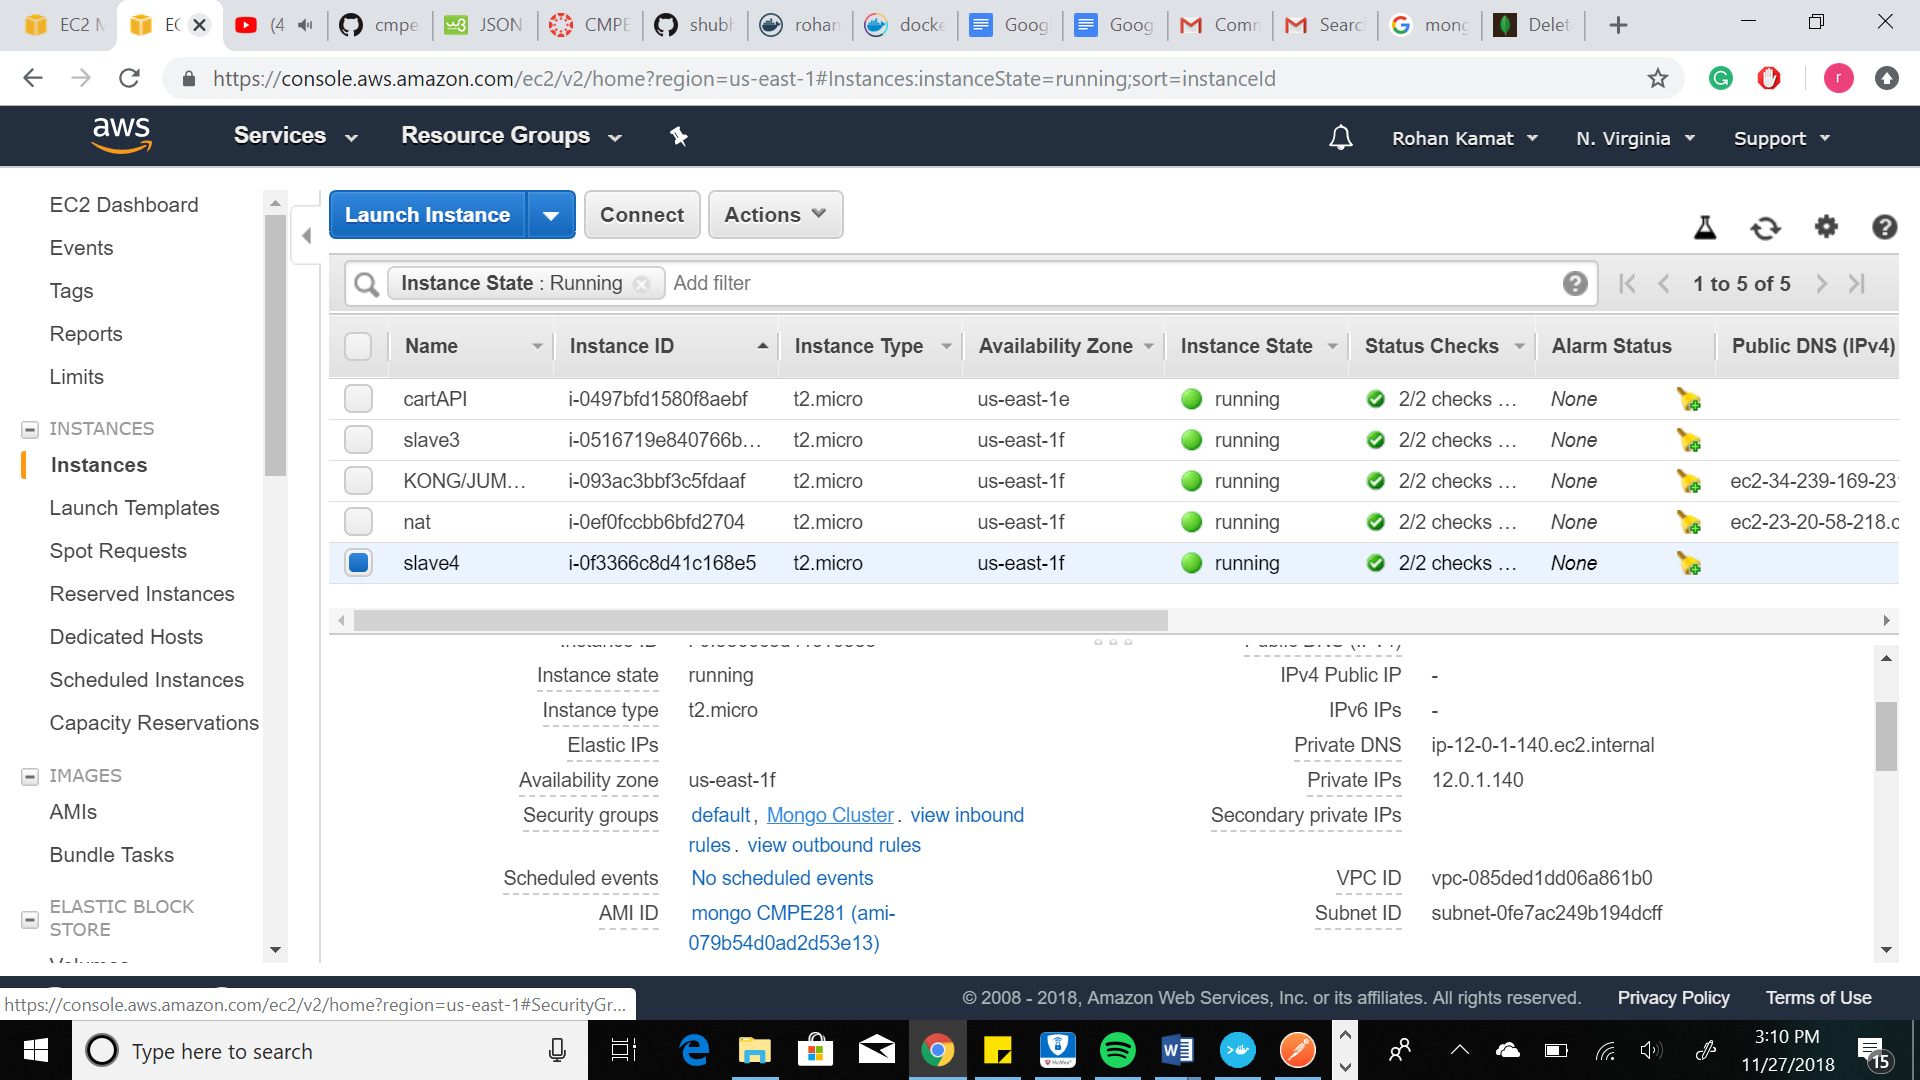 EC2 M
EC
(4
cmpe
JSON
CMPE
shubh
rohan
docke
Goog
Goog
Comm
Searc
mong
Delet
https://console.aws.amazon.com/ec2/v2/home?region=us-east-1#Instances:instanceState=running;sort=instanceId
r
aws
Services
Resource Groups
Rohan Kamat
N. Virginia
Support
EC2 Dashboard
Events
Tags
Reports
Limits
INSTANCES
Instances
Launch Templates
Spot Requests
Reserved Instances
Dedicated Hosts
Scheduled Instances
Capacity Reservations
IMAGES
AMIs
Bundle Tasks
ELASTIC BLOCK
STORE
Volumes
Launch Instance
Connect
Actions
Instance State : Running
Add filter
1 to 5 of 5
Name Instance ID Instance Type Availability Zone Instance State Status Checks Alarm Status Public DNS (IPv4)
cartAPI i-0497bfd1580f8aebf t2.micro us-east-1e running 2/2 checks … None
slave3 i-0516719e840766b… t2.micro us-east-1f running 2/2 checks … None
KONG/JUM… i-093ac3bbf3c5fdaaf t2.micro us-east-1f running 2/2 checks … None ec2-34-239-169-23
nat i-0ef0fccbb6bfd2704 t2.micro us-east-1f running 2/2 checks … None ec2-23-20-58-218.c
slave4 i-0f3366c8d41c168e5 t2.micro us-east-1f running 2/2 checks … None
Instance ID i-0f3366c8d41c168e5 Public DNS (IPv4)
Instance state running IPv4 Public IP -
Instance type t2.micro IPv6 IPs -
Elastic IPs Private DNS ip-12-0-1-140.ec2.internal
Availability zone us-east-1f Private IPs 12.0.1.140
Security groups default, Mongo Cluster. view inbound Secondary private IPs
rules. view outbound rules
Scheduled events No scheduled events VPC ID vpc-085ded1dd06a861b0
AMI ID mongo CMPE281 (ami- Subnet ID subnet-0fe7ac249b194dcff
079b54d0ad2d53e13)
https://console.aws.amazon.com/ec2/v2/home?region=us-east-1#SecurityGr...
© 2008 - 2018, Amazon Web Services, Inc. or its affiliates. All rights reserved. Privacy Policy Terms of Use
Type here to search
3:10 PM
11/27/2018
15